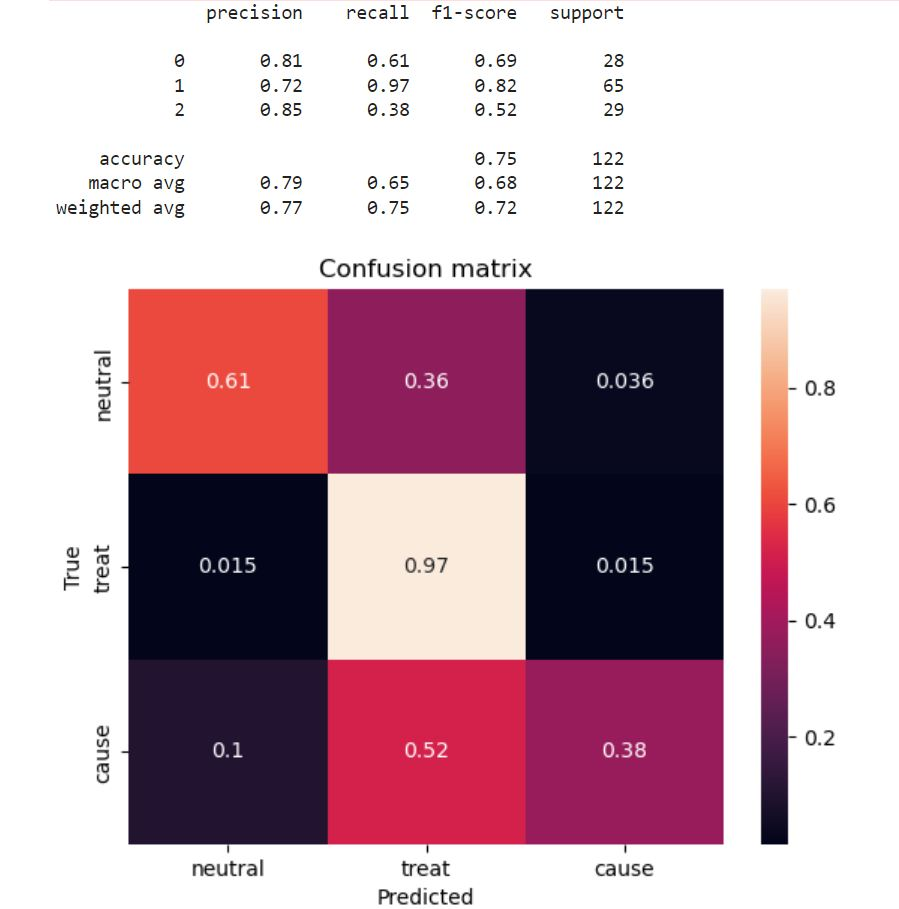 precision recall f1-score support
0 0.81 0.61 0.69 28
1 0.72 0.97 0.82 65
2 0.85 0.38 0.52 29
accuracy 0.75 122
macro avg 0.79 0.65 0.68 122
weighted avg 0.77 0.75 0.72 122
Confusion matrix
neutral 0.61 0.36 0.036
0.8
0.6
True
treat 0.015 0.97 0.015
0.4
cause 0.1 0.52 0.38
0.2
neutral treat cause
Predicted